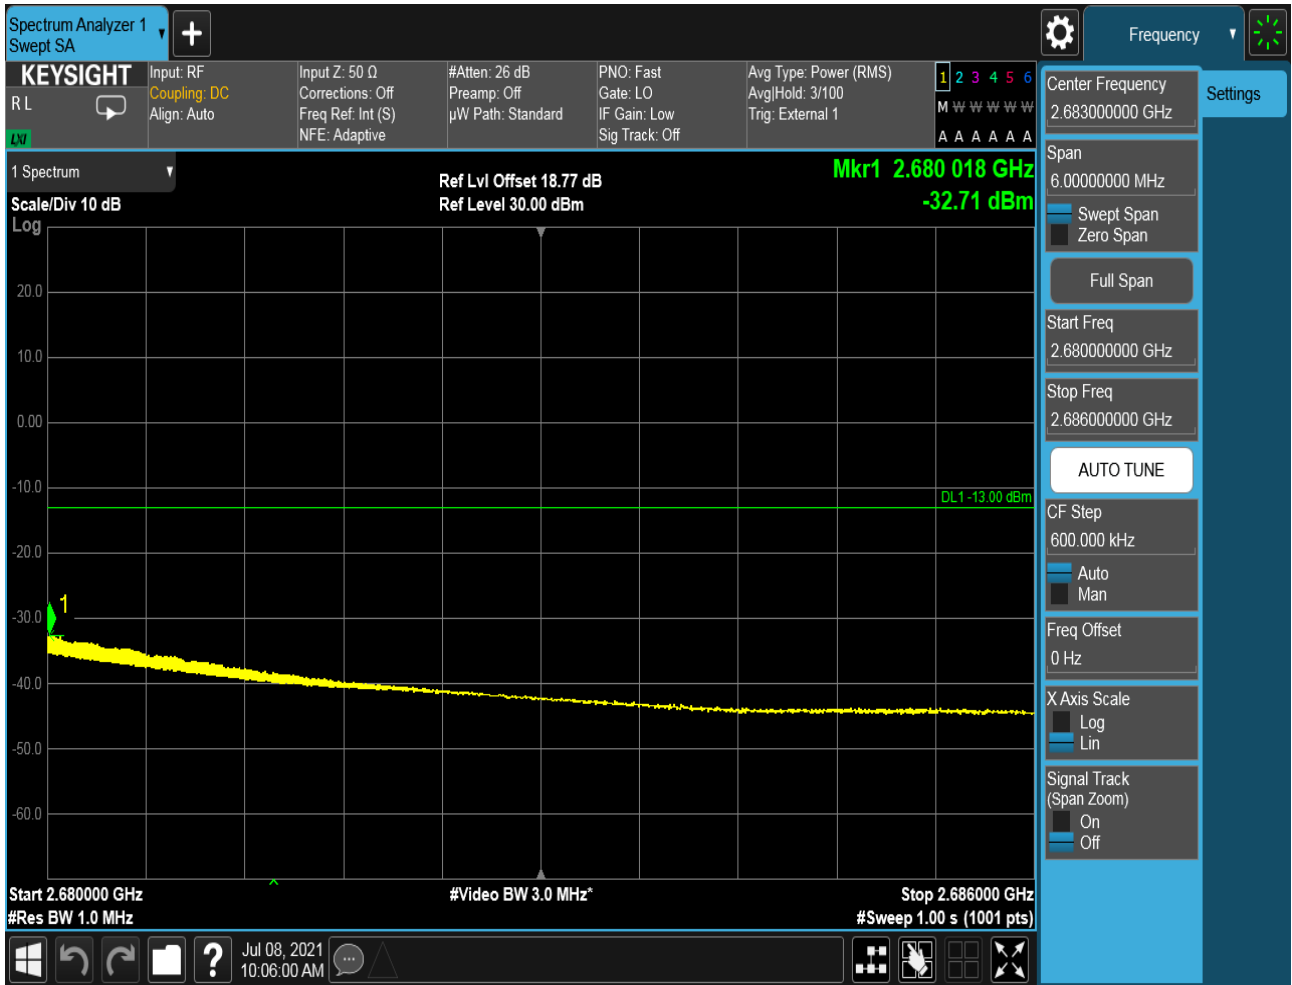 Spectrum Analyzer 1
Swept SA
Frequency
KEYSIGHT
R L
LXI
Input: RF
Coupling: DC
Align: Auto
Input Z: 50 Ω
Corrections: Off
Freq Ref: Int (S)
NFE: Adaptive
#Atten: 26 dB
Preamp: Off
µW Path: Standard
PNO: Fast
Gate: LO
IF Gain: Low
Sig Track: Off
Avg Type: Power (RMS)
Avg|Hold: 3/100
Trig: External 1
1 2 3 4 5 6
M W W W W W
A A A A A A
1 Spectrum
Scale/Div 10 dB
Log
Ref Lvl Offset 18.77 dB
Ref Level 30.00 dBm
Mkr1 2.680 018 GHz
-32.71 dBm
20.0
10.0
0.00
-10.0
DL1 -13.00 dBm
-20.0
1
-30.0
-40.0
-50.0
-60.0
Start 2.680000 GHz
#Video BW 3.0 MHz*
Stop 2.686000 GHz
#Res BW 1.0 MHz
#Sweep 1.00 s (1001 pts)
Jul 08, 2021
10:06:00 AM
Settings
Center Frequency
2.683000000 GHz
Span
6.00000000 MHz
Swept Span
Zero Span
Full Span
Start Freq
2.680000000 GHz
Stop Freq
2.686000000 GHz
AUTO TUNE
CF Step
600.000 kHz
Auto
Man
Freq Offset
0 Hz
X Axis Scale
Log
Lin
Signal Track
(Span Zoom)
On
Off